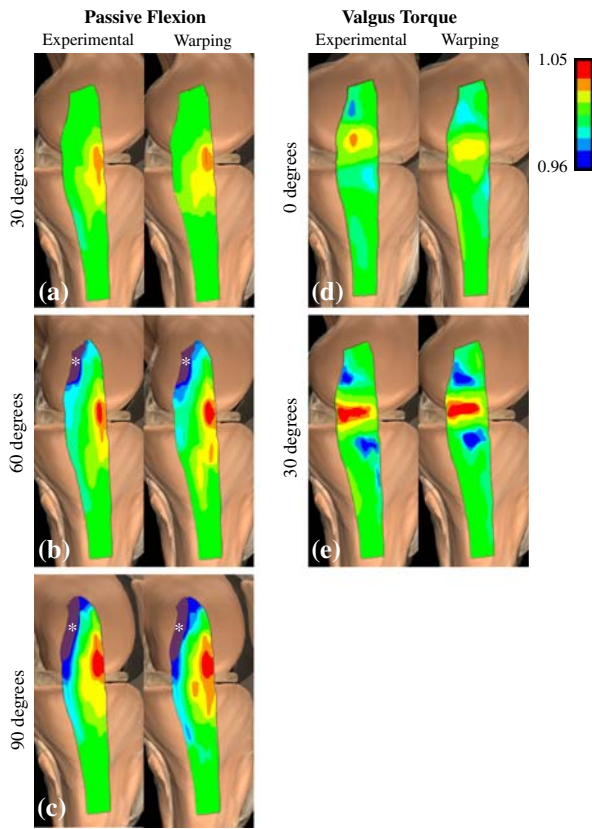 Passive Flexion
Valgus Torque
Experimental Warping
Experimental Warping
1.05
0.96
30 degrees
(a)
0 degrees
(d)
60 degrees
*
*
(b)
30 degrees
(e)
90 degrees
*
*
(c)